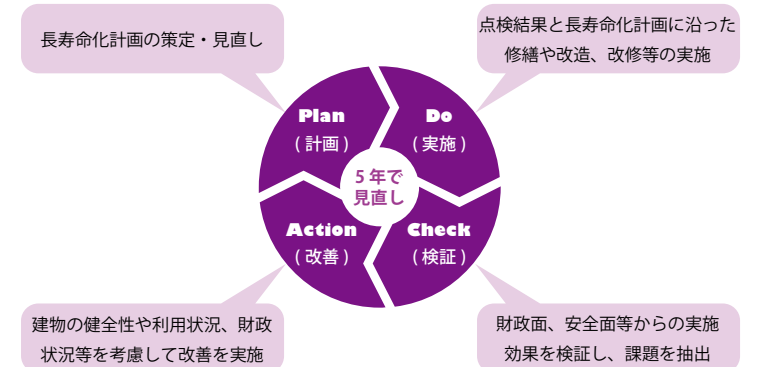 長寿命化計画の策定・見直し
点検結果と長寿命化計画に沿った
修繕や改造、改修等の実施
Plan
(計画)
Do
(実施)
5年で
見直し
Action
(改善)
Check
(検証)
建物の健全性や利用状況、財政
状況等を考慮して改善を実施
財政面、安全面等からの実施
効果を検証し、課題を抽出